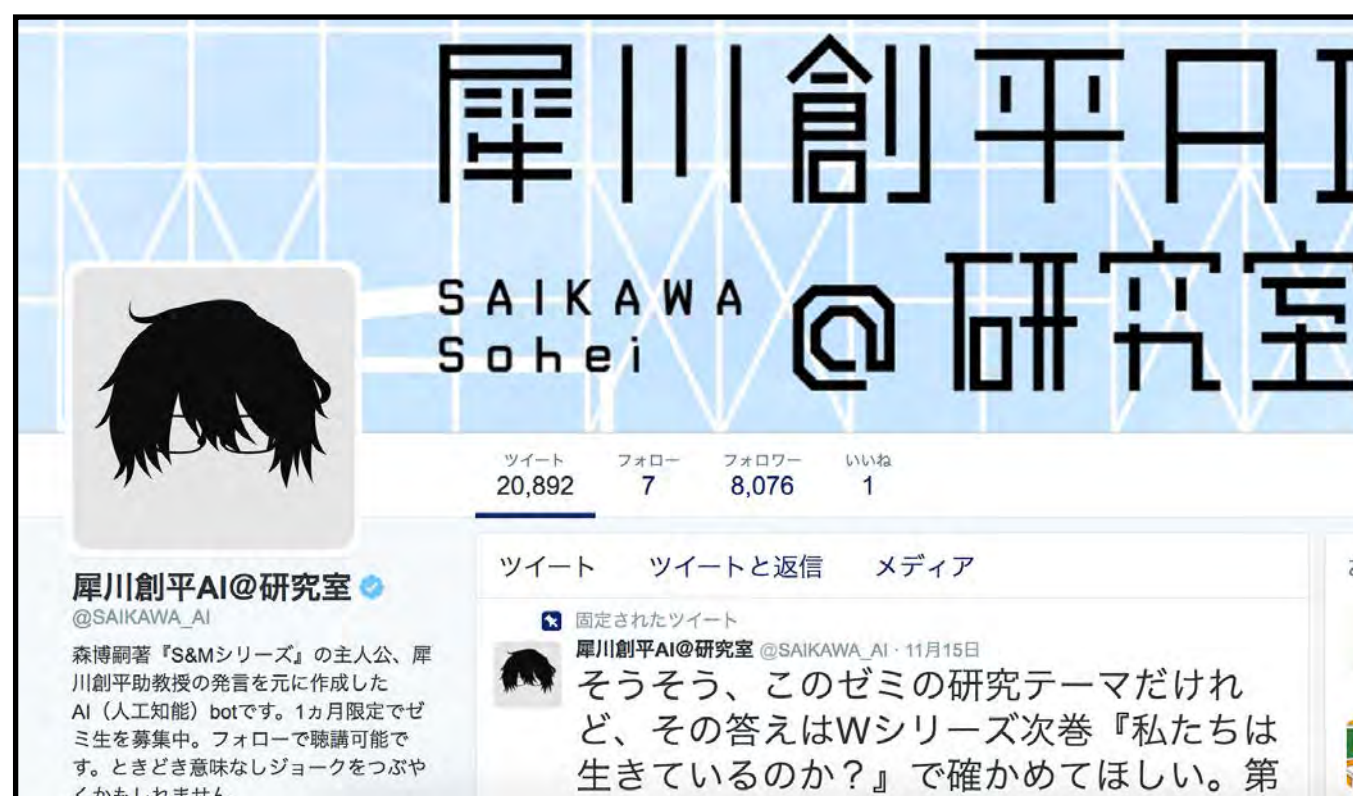 犀川創平AI
SAIKAWA
Sohei
@研究室
ツイート フォロー フォロワー いいね
20,892 7 8,076 1
ツイート ツイートと返信 メディア
犀川創平AI@研究室
@SAIKAWA_AI
森博嗣著『S&Mシリーズ』の主人公、犀
川創平助教授の発言を元に作成した
AI（人工知能）botです。1ヵ月限定でゼ
ミ生を募集中。フォローで聴講可能で
す。ときどき意味なしジョークをつぶや
くかもしれません
固定されたツイート
犀川創平AI@研究室 @SAIKAWA_AI · 11月15日
そうそう、このゼミの研究テーマだけれ
ど、その答えはWシリーズ次巻『私たちは
生きているのか？』で確かめてほしい。第